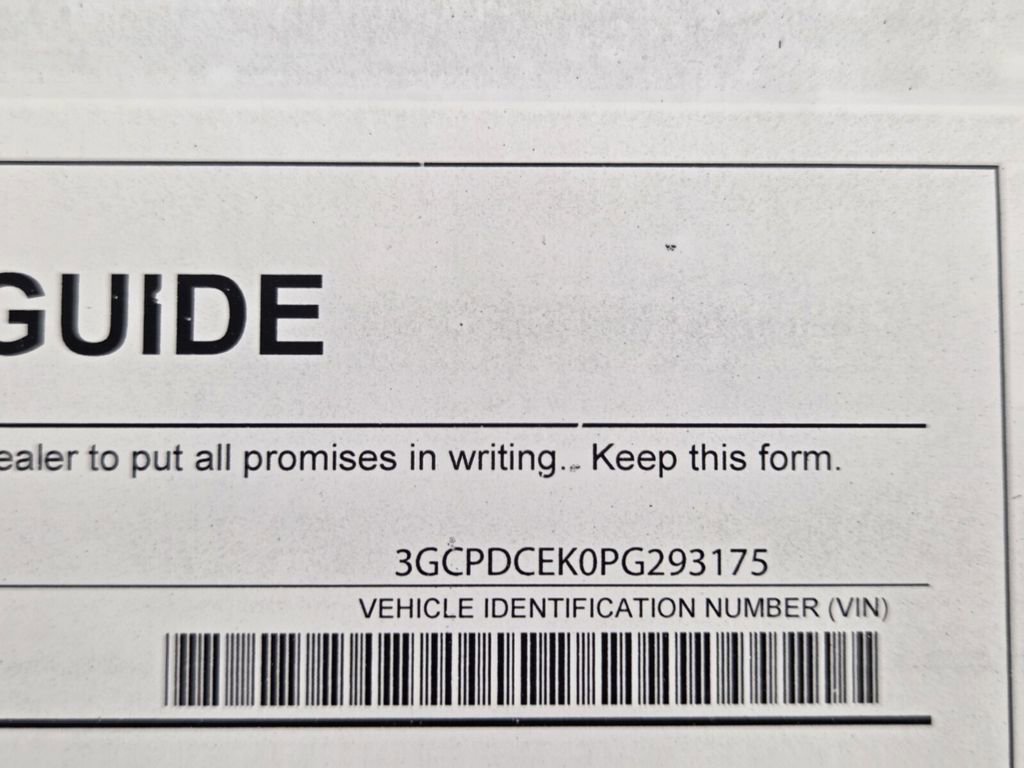 GUIDE
ealer to put all promises in writing. Keep this form.
3GCPDCEK0PG293175
VEHICLE IDENTIFICATION NUMBER (VIN)